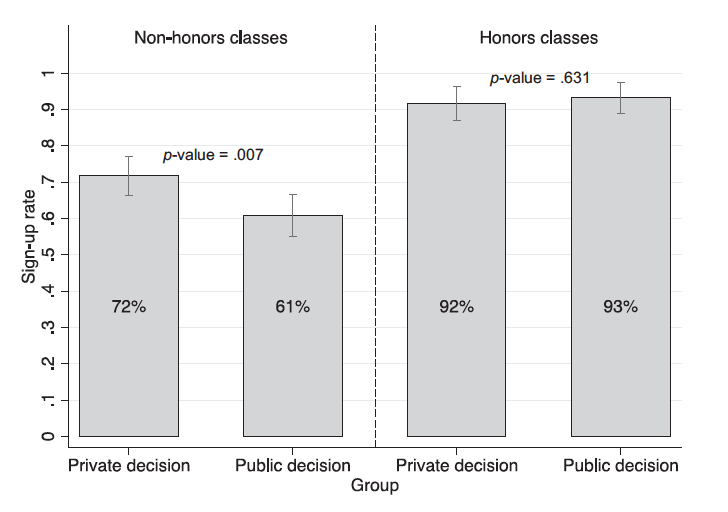 Non-honors classes
Honors classes
p-value = .007
p-value = .631
Sign-up rate
1
.9
.8
.7
.6
.5
.4
.3
.2
.1
0
72%
61%
92%
93%
Private decision
Public decision
Private decision
Public decision
Group